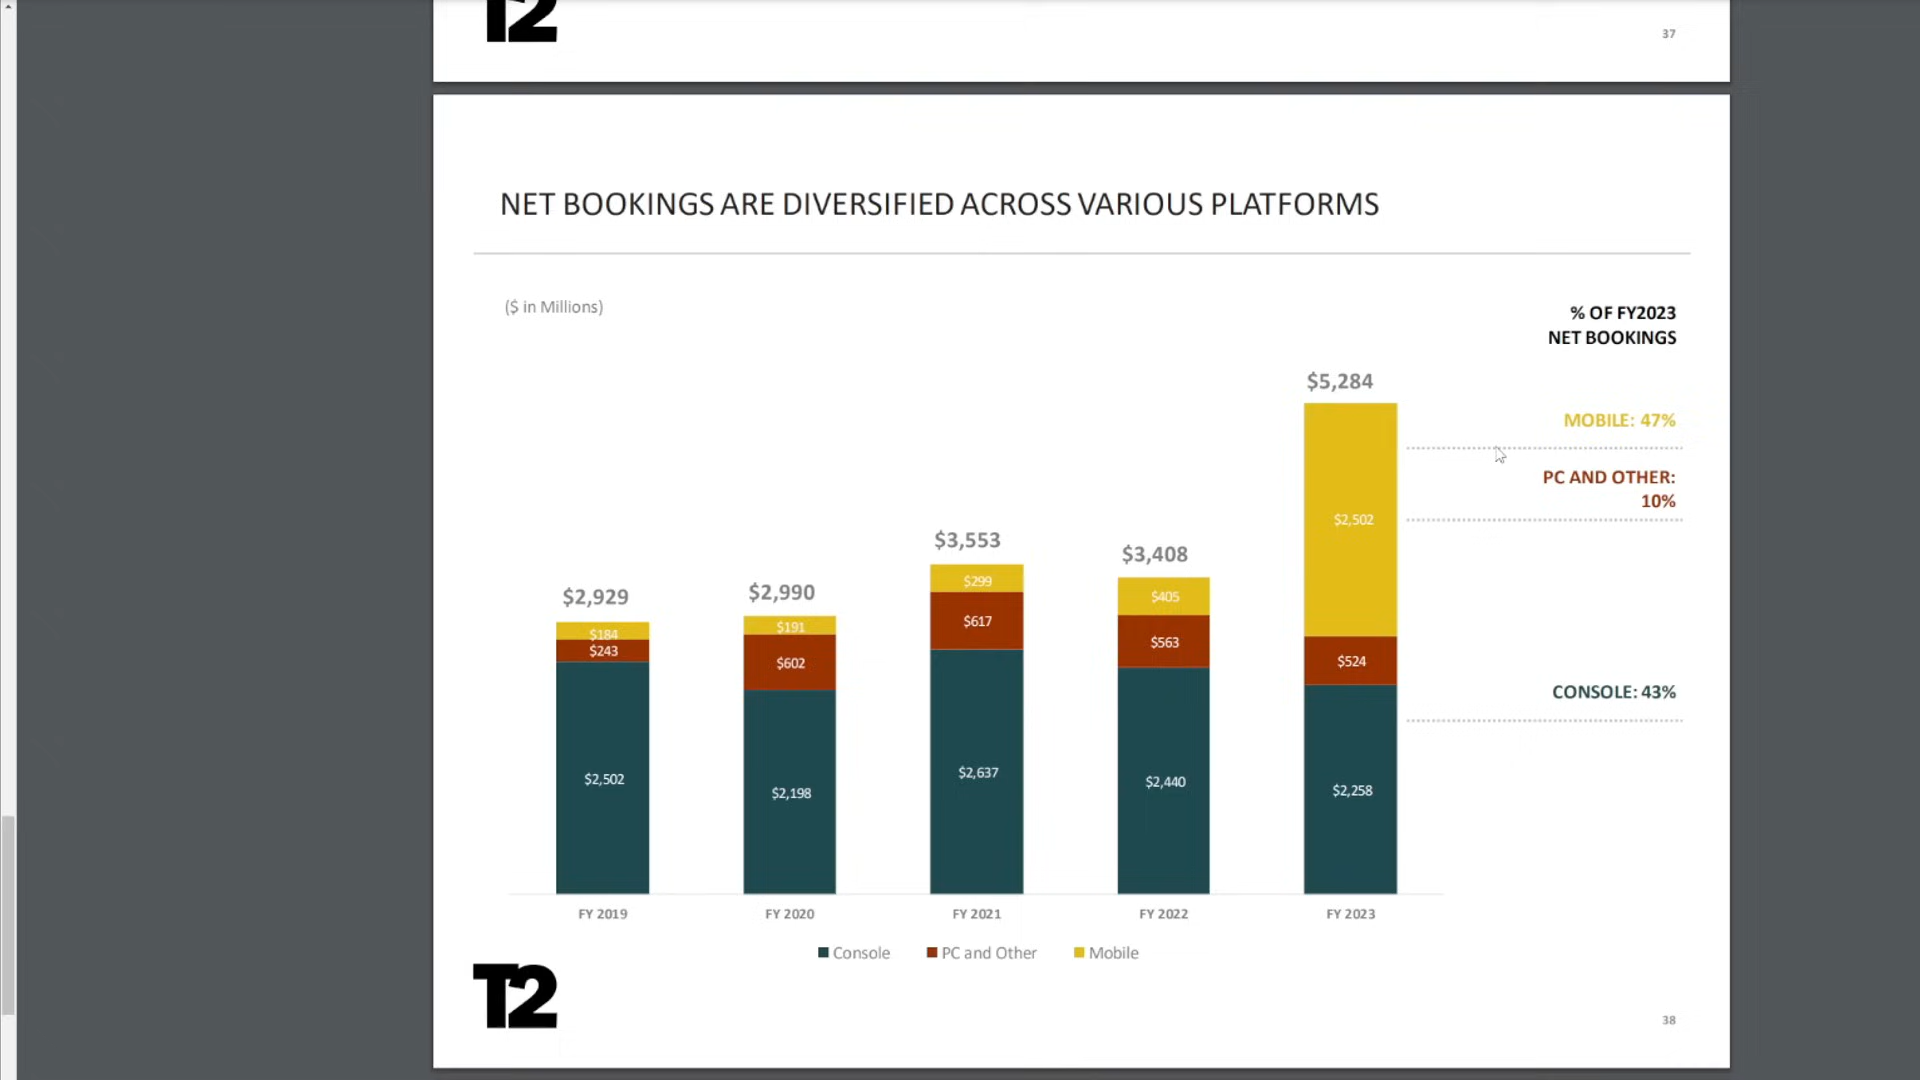 T2
37
NET BOOKINGS ARE DIVERSIFIED ACROSS VARIOUS PLATFORMS
($ in Millions)
% OF FY2023
NET BOOKINGS
$5,284
MOBILE: 47%
PC AND OTHER:
10%
$2,502
$3,553
$3,408
$2,929
$2,990
$299
$405
$184
$191
$617
$563
$243
$602
$524
CONSOLE: 43%
$2,502
$2,198
$2,637
$2,440
$2,258
FY 2019
FY 2020
FY 2021
FY 2022
FY 2023
Console
PC and Other
Mobile
T2
38